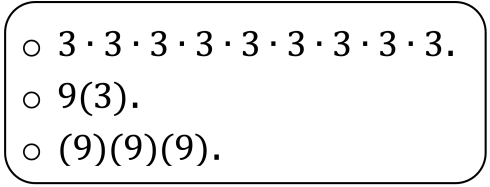 ○ 3 · 3 · 3 · 3 · 3 · 3 · 3 · 3 · 3.
○ 9(3).
○ (9)(9)(9).